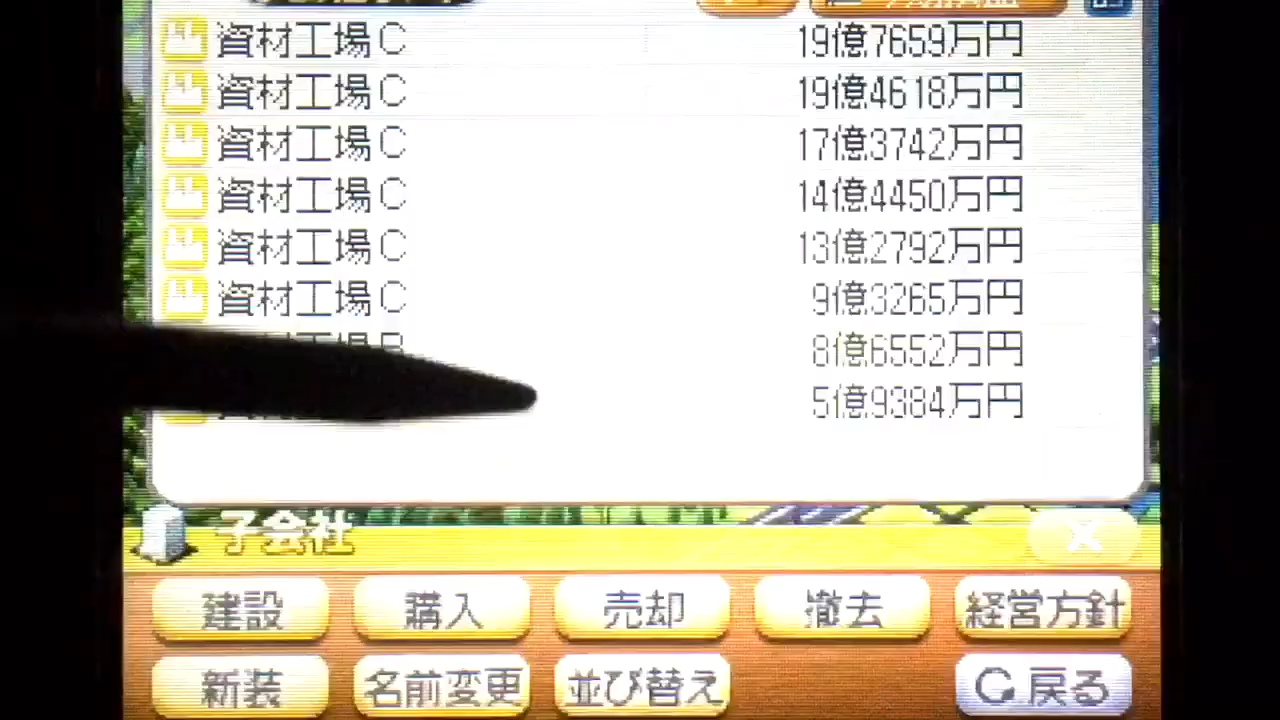 資材工場C 19億7659万円
資材工場C 19億4618万円
資材工場C 17億3742万円
資材工場C 14億4450万円
資材工場C 13億2792万円
資材工場C 9億3265万円
8億6552万円
5億9384万円
子会社
建設 購入 売却 撤去 経営方針
新装 名前変更 並び替え 戻る